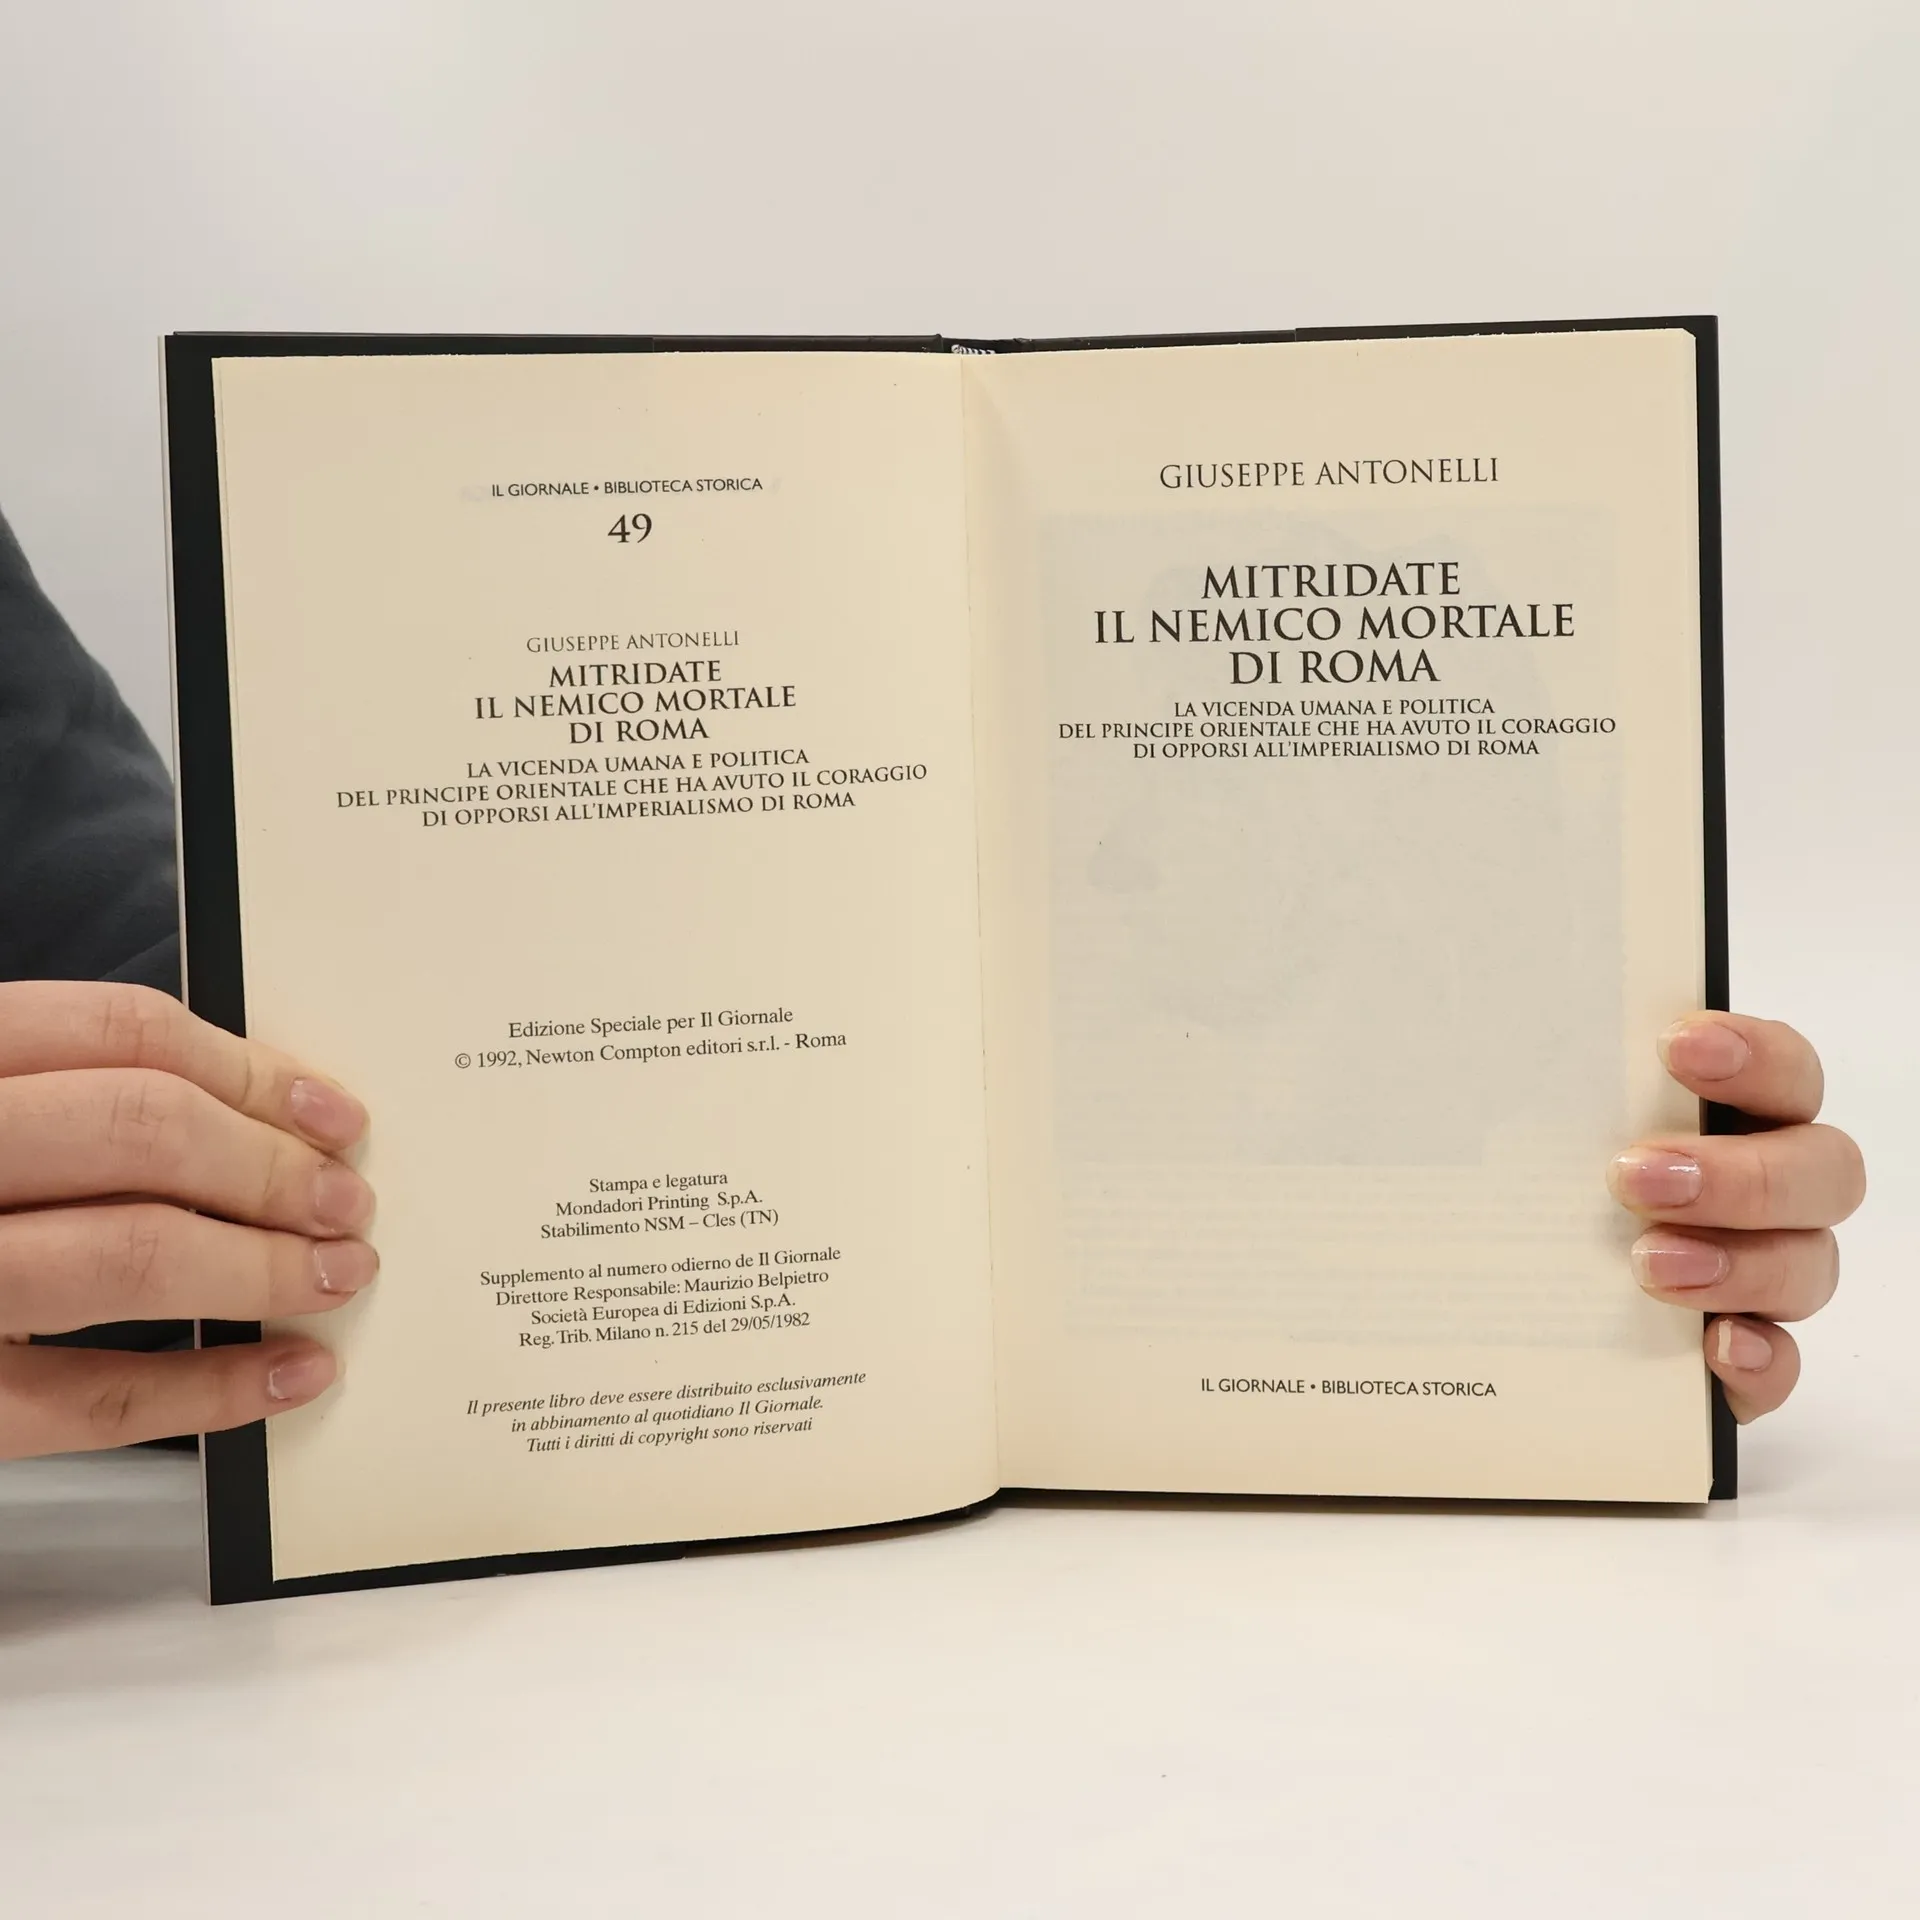 IL GIORNALE • BIBLIOTECA STORICA
49
GIUSEPPE ANTONELLI
MITRIDATE
IL NEMICO MORTALE
DI ROMA
LA VICENDA UMANA E POLITICA
DEL PRINCIPE ORIENTALE CHE HA AVUTO IL CORAGGIO
DI OPPORSI ALL'IMPERIALISMO DI ROMA
Edizione Speciale per Il Giornale
© 1992, Newton Compton editori s.r.l. - Roma
Stampa e legatura
Mondadori Printing S.p.A.
Stabilimento NSM – Cles (TN)
Supplemento al numero odierno de Il Giornale
Direttore Responsabile: Maurizio Belpietro
Società Europea di Edizioni S.p.A.
Reg. Trib. Milano n. 215 del 29/05/1982
Il presente libro deve essere distribuito esclusivamente
in abbinamento al quotidiano Il Giornale.
Tutti i diritti di copyright sono riservati
GIUSEPPE ANTONELLI
MITRIDATE
IL NEMICO MORTALE
DI ROMA
LA VICENDA UMANA E POLITICA
DEL PRINCIPE ORIENTALE CHE HA AVUTO IL CORAGGIO
DI OPPORSI ALL'IMPERIALISMO DI ROMA
IL GIORNALE • BIBLIOTECA STORICA